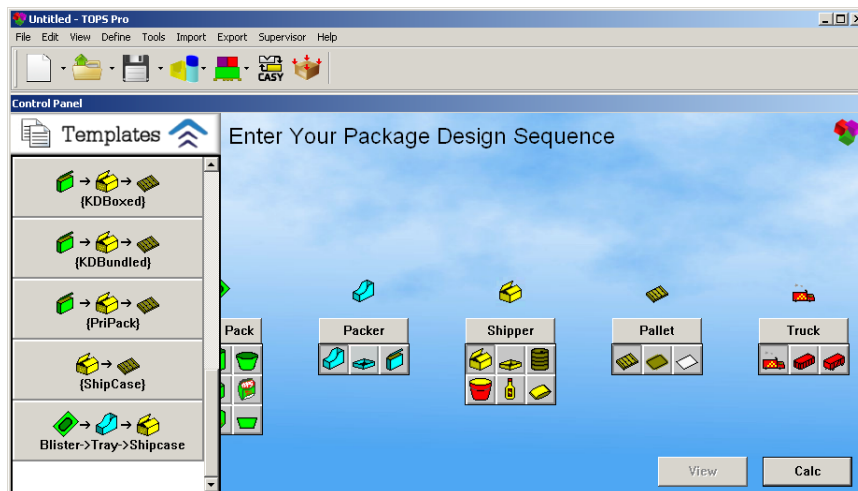 Untitled - TOPS Pro
File Edit View Define Tools Import Export Supervisor Help
CASY
Control Panel
Templates
Enter Your Package Design Sequence
{KDBoxed}
{KDBundled}
{PriPack}
{ShipCase}
Blister->Tray->Shipcase
Pack
Packer
Shipper
Pallet
Truck
View
Calc